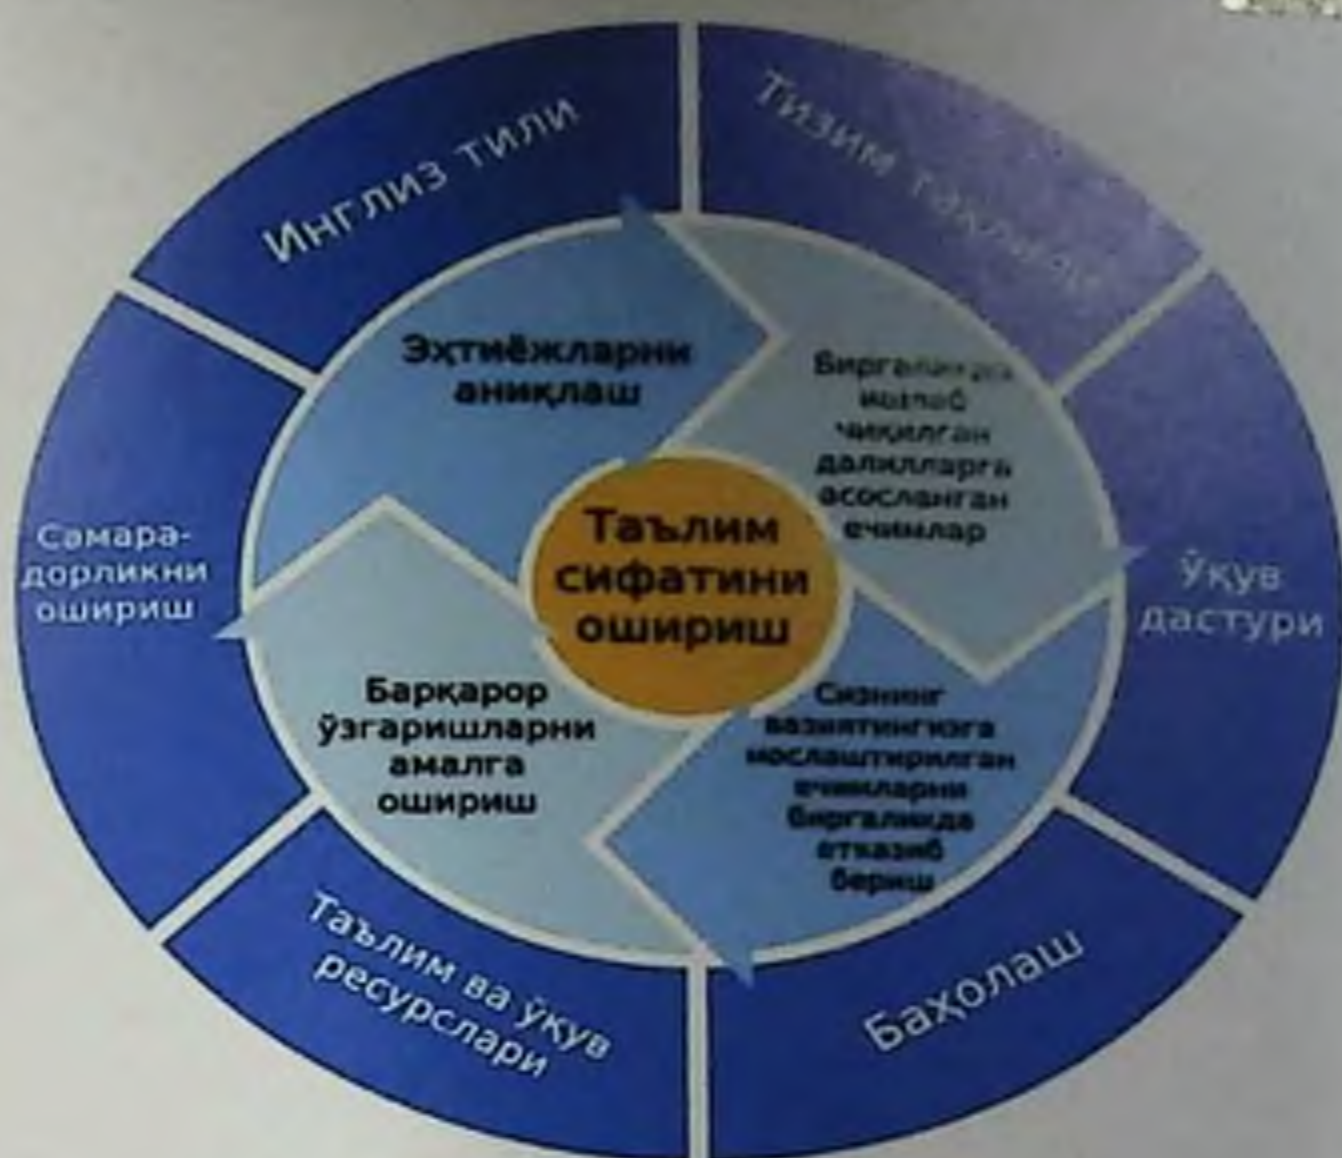 Инглиз тили
Тизим таҳлили
Эҳтиёжларни
аниқлаш
Биргаликда
ишлаб
чиқилган
далилларга
асосланган
ечимлар
Самара-
дорликни
ошириш
Таълим
сифатини
ошириш
Ўқув
дастури
Барқарор
ўзгаришларни
амалга
ошириш
Сизнинг
вазиятингизга
мослаштирилган
ечимларни
биргаликда
етказиб
бериш
Таълим ва ўқув
ресурслари
Баҳолаш